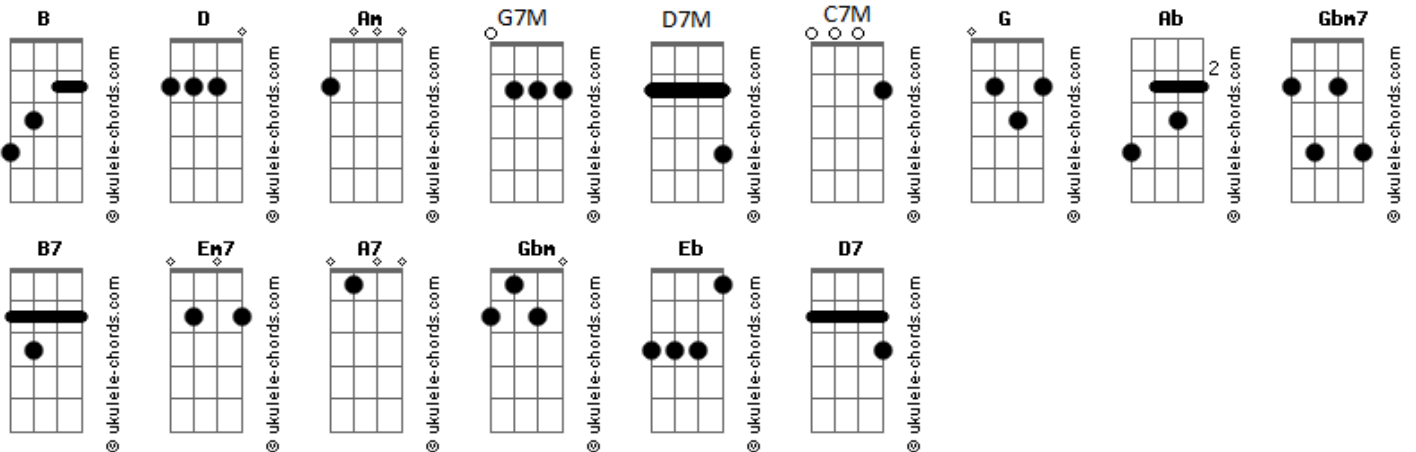 B D Am G7M D7M C7M G Ab Gbm7
© ukulele-chords.com © ukulele-chords.com © ukulele-chords.com © ukulele-chords.com © ukulele-chords.com © ukulele-chords.com © ukulele-chords.com 2 © ukulele-chords.com © ukulele-chords.com
B7 Em7 A7 Gbm Eb D7
© ukulele-chords.com © ukulele-chords.com © ukulele-chords.com © ukulele-chords.com © ukulele-chords.com © ukulele-chords.com